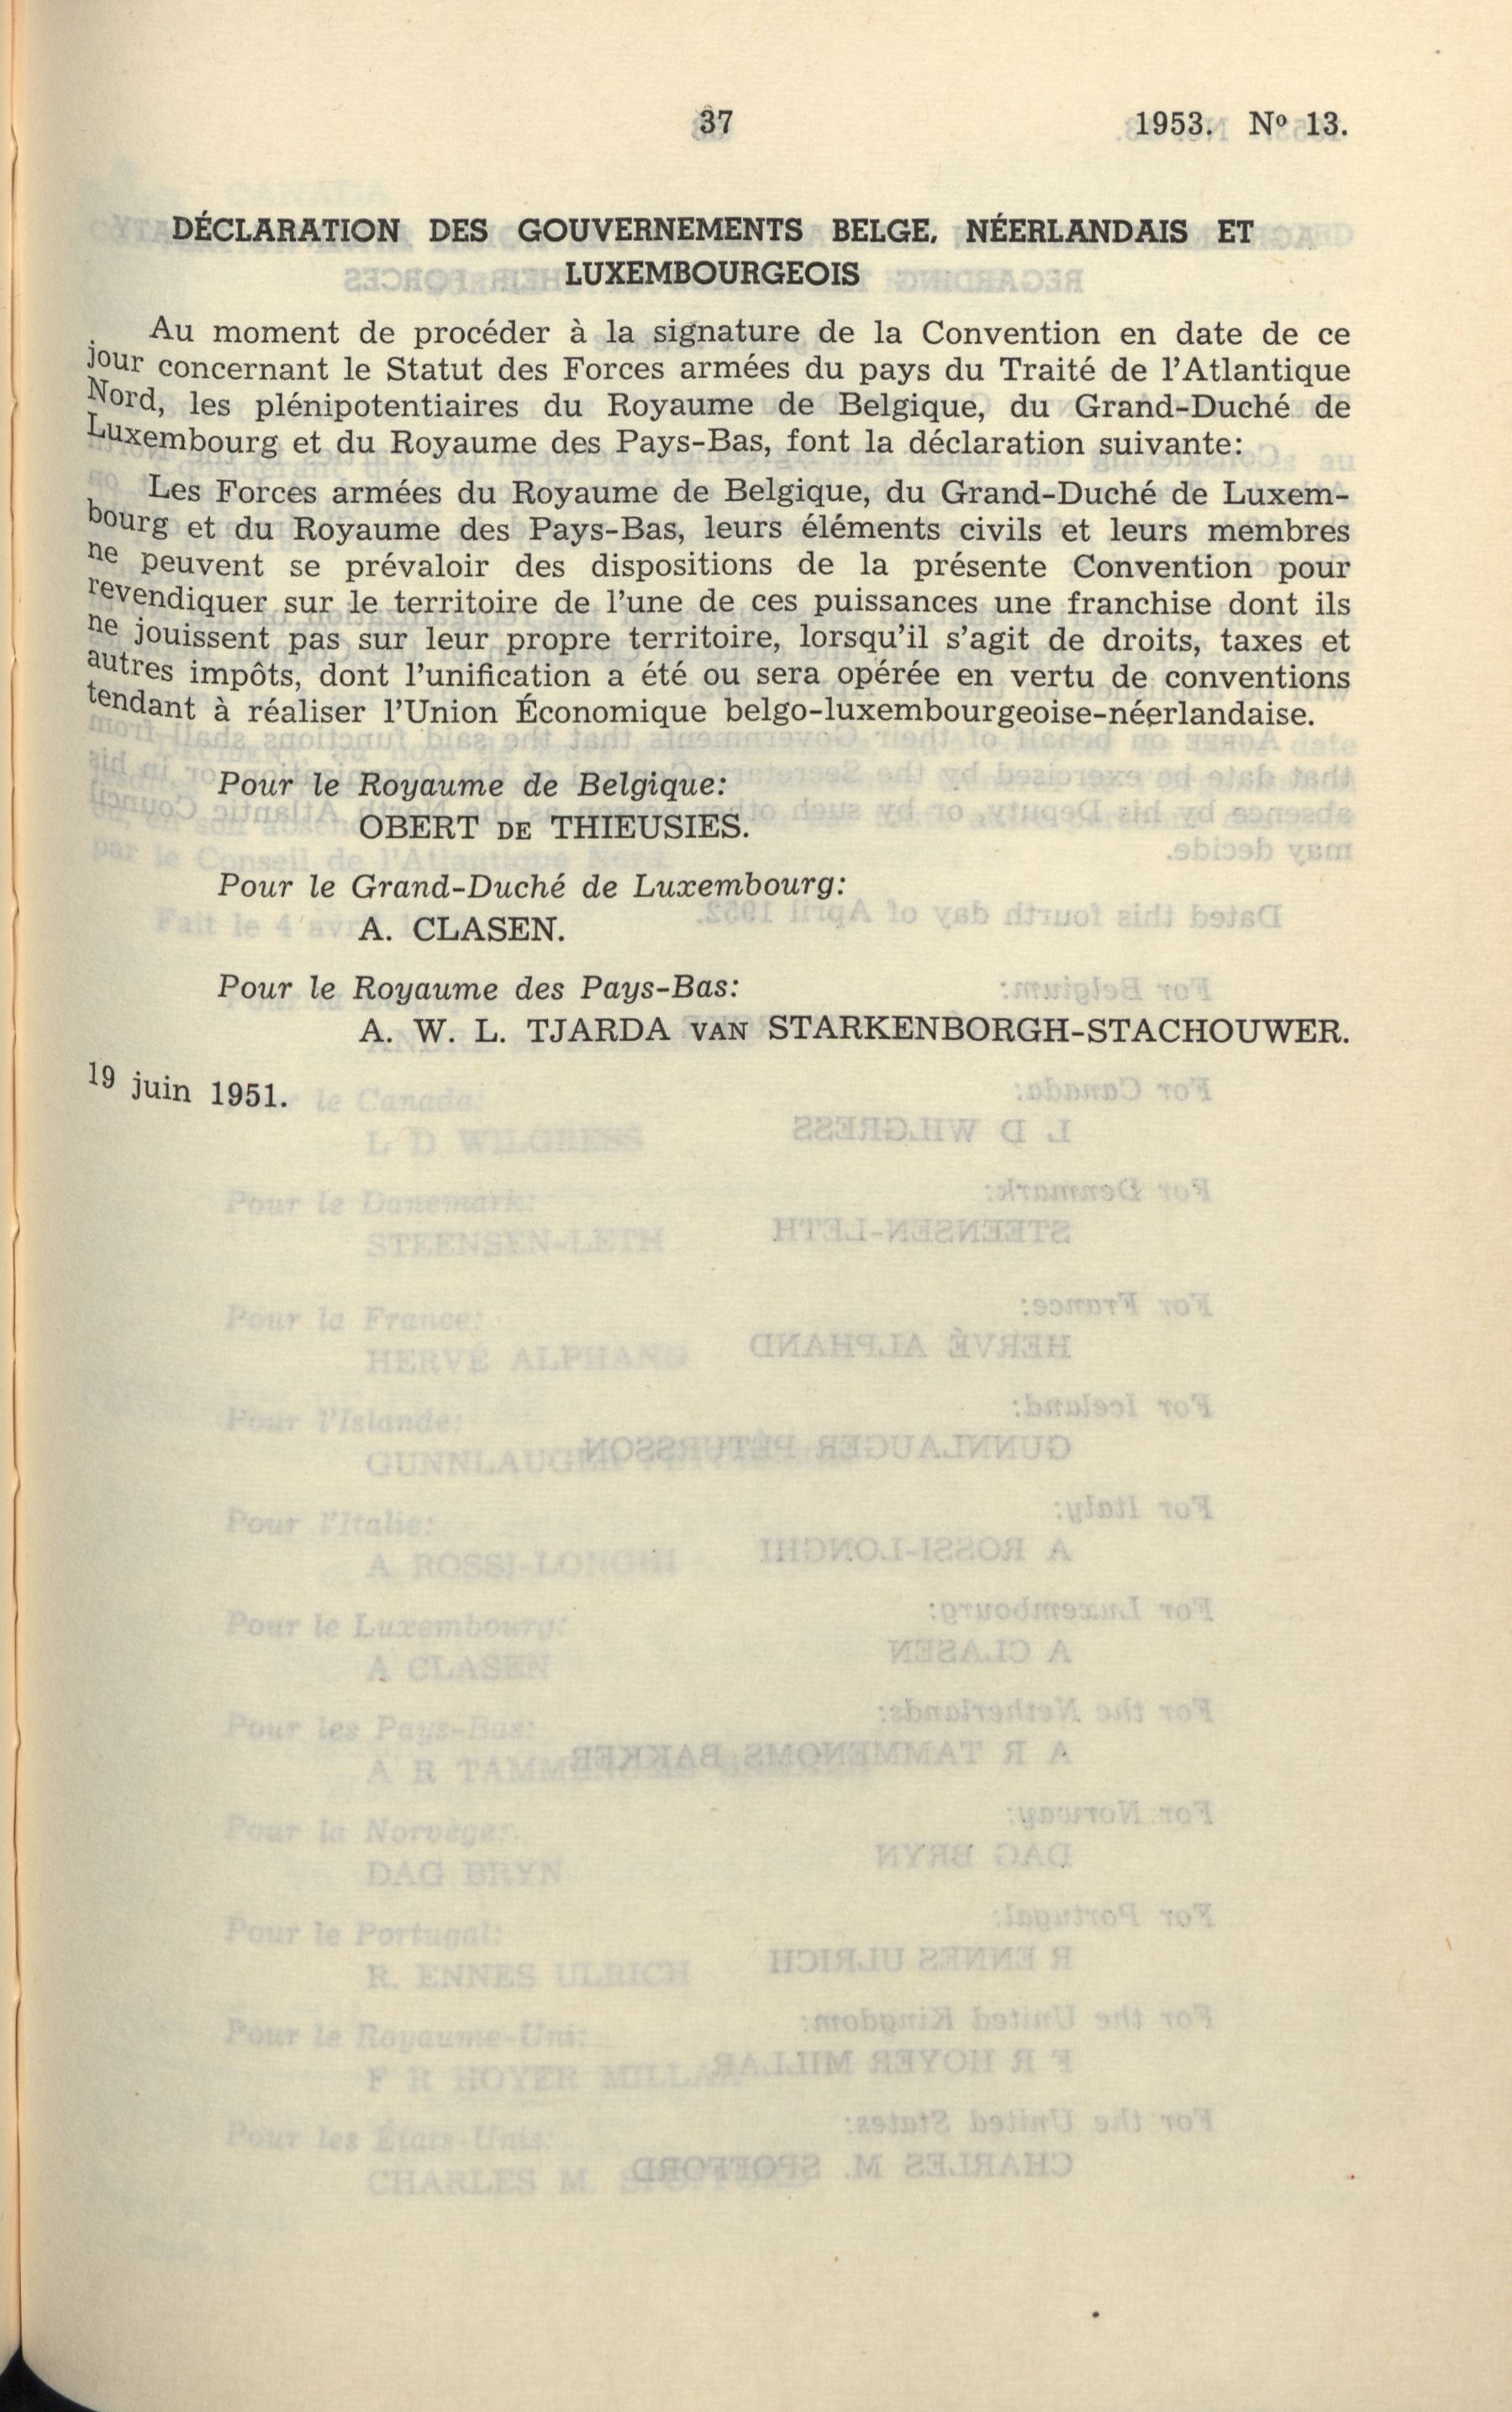 37
1953. Nº 13.
DÉCLARATION DES GOUVERNEMENTS BELGE, NÉERLANDAIS ET
LUXEMBOURGEOIS
Au moment de procéder à la signature de la Convention en date de ce
jour concernant le Statut des Forces armées du pays du Traité de l'Atlantique
Nord, les plénipotentiaires du Royaume de Belgique, du Grand-Duché de
Luxembourg et du Royaume des Pays-Bas, font la déclaration suivante:
Les Forces armées du Royaume de Belgique, du Grand-Duché de Luxem-
bourg et du Royaume des Pays-Bas, leurs éléments civils et leurs membres
ne peuvent se prévaloir des dispositions de la présente Convention pour
revendiquer sur le territoire de l'une de ces puissances une franchise dont ils
ne jouissent pas sur leur propre territoire, lorsqu'il s'agit de droits, taxes et
autres impôts, dont l'unification a été ou sera opérée en vertu de conventions
tendant à réaliser l'Union Économique belgo-luxembourgeoise-néerlandaise.
Pour le Royaume de Belgique:
OBERT DE THIEUSIES.
Pour le Grand-Duché de Luxembourg:
A. CLASEN.
Pour le Royaume des Pays-Bas:
A. W. L. TJARDA VAN STARKENBORGH-STACHOUWER.
19 juin 1951.